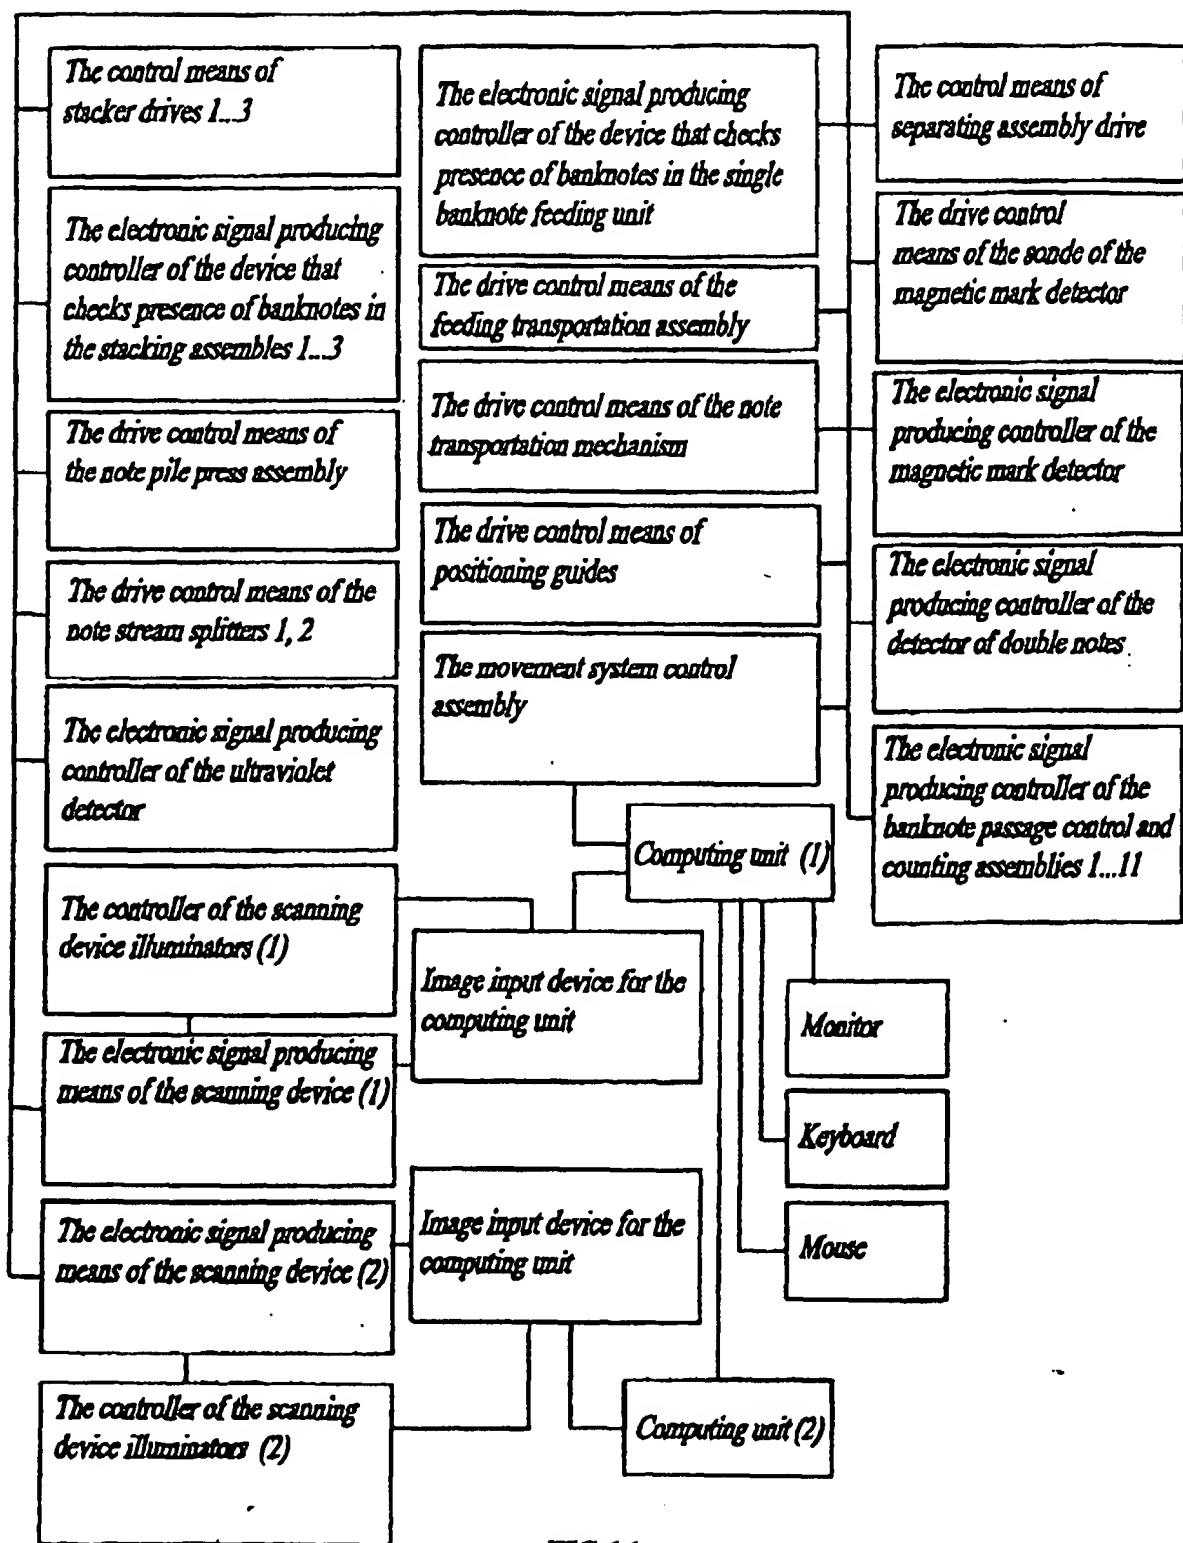 The control means of
stacker drives 1...3
The electronic signal producing
controller of the device that
checks presence of banknotes in
the stacking assembles 1...3
The drive control means of
the note pile press assembly
The drive control means of the
note stream splitters 1, 2
The electronic signal producing
controller of the ultraviolet
detector
The controller of the scanning
device illuminators (1)
The electronic signal producing
means of the scanning device (1)
The electronic signal producing
means of the scanning device (2)
The controller of the scanning
device illuminators (2)
The electronic signal producing
controller of the device that checks
presence of banknotes in the single
banknote feeding unit
The drive control means of the
feeding transportation assembly
The drive control means of the note
transportation mechanism
The drive control means of
positioning guides
The movement system control
assembly
Computing unit (1)
Image input device for the
computing unit
Image input device for the
computing unit
Computing unit (2)
The control means of
separating assembly drive
The drive control
means of the sonde of the
magnetic mark detector
The electronic signal
producing controller of the
magnetic mark detector
The electronic signal
producing controller of the
detector of double notes
The electronic signal
producing controller of the
banknote passage control and
counting assemblies 1...11
Monitor
Keyboard
Mouse